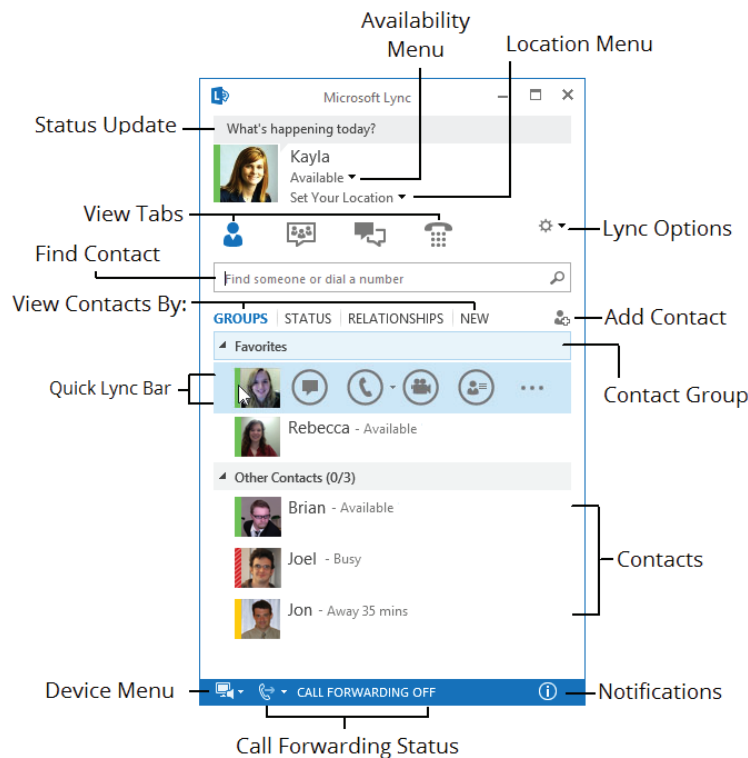 Availability
Menu
Location Menu
Microsoft Lync
Status Update
What's happening today?
Kayla
Available
Set Your Location
View Tabs
Lync Options
Find Contact
Find someone or dial a number
View Contacts By:
GROUPS STATUS RELATIONSHIPS NEW
Add Contact
Favorites
Quick Lync Bar
Contact Group
Rebecca - Available
Other Contacts (0/3)
Brian - Available
Joel - Busy
Contacts
Jon - Away 35 mins
Device Menu
CALL FORWARDING OFF
Notifications
Call Forwarding Status